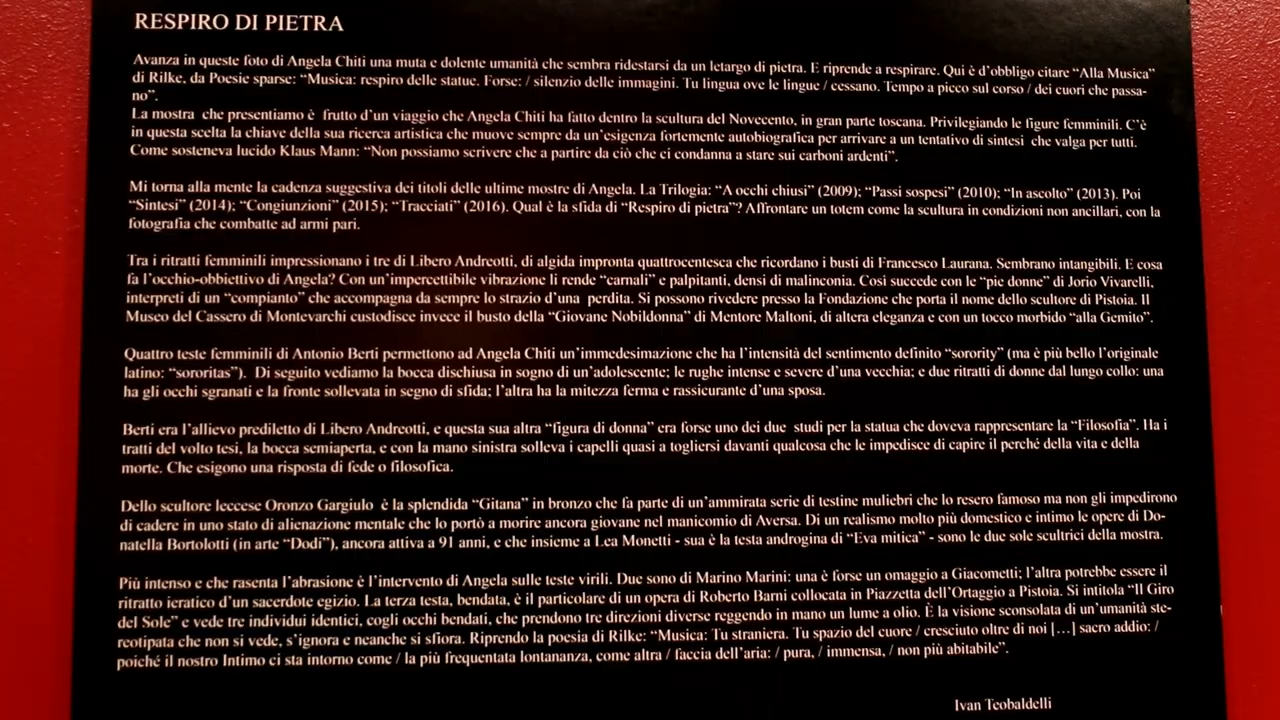 RESPIRO DI PIETRA
Avanza in queste foto di Angela Chiti una muta e dolente umanità che sembra ridestarsi da un letargo di pietra. E riprende a respirare. Qui è d'obbligo citare "Alla Musica"
di Rilke, da Poesie sparse: "Musica: respiro delle statue. Forse: / silenzio delle immagini. Tu lingua ove le lingue / cessano. Tempo a picco sul corso / dei cuori che passa-
no".
La mostra che presentiamo è frutto d'un viaggio che Angela Chiti ha fatto dentro la scultura del Novecento, in gran parte toscana. Privilegiando le figure femminili. C'è
in questa scelta la chiave della sua ricerca artistica che muove sempre da un'esigenza fortemente autobiografica per arrivare a un tentativo di sintesi che valga per tutti.
Come sosteneva lucido Klaus Mann: "Non possiamo scrivere che a partire da ciò che ci condanna a stare sui carboni ardenti".
Mi torna alla mente la cadenza suggestiva dei titoli delle ultime mostre di Angela. La Trilogia: "A occhi chiusi" (2009); "Passi sospesi" (2010); "In ascolto" (2013). Poi
"Sintesi" (2014); "Congiunzioni" (2015); "Tracciati" (2016). Qual è la sfida di "Respiro di pietra"? Affrontare un totem come la scultura in condizioni non ancillari, con la
fotografia che combatte ad armi pari.
Tra i ritratti femminili impressionano i tre di Libero Andreotti, di algida impronta quattrocentesca che ricordano i busti di Francesco Laurana. Sembrano intangibili. E cosa
fa l'occhio-obbiettivo di Angela? Con un'impercettibile vibrazione li rende "carnali" e palpitanti, densi di malinconia. Così succede con le "pie donne" di Jorio Vivarelli,
interpreti di un "compianto" che accompagna da sempre lo strazio d'una perdita. Si possono rivedere presso la Fondazione che porta il nome dello scultore di Pistoia. Il
Museo del Cassero di Montevarchi custodisce invece il busto della "Giovane Nobildonna" di Mentore Maltoni, di altera eleganza e con un tocco morbido "alla Gemito".
Quattro teste femminili di Antonio Berti permettono ad Angela Chiti un'immedesimazione che ha l'intensità del sentimento definito "sorority" (ma è più bello l'originale
latino: "sororitas"). Di seguito vediamo la bocca dischiusa in sogno di un'adolescente; le rughe intense e severe d'una vecchia; e due ritratti di donne dal lungo collo: una
ha gli occhi sgranati e la fronte sollevata in segno di sfida; l'altra ha la mitezza ferma e rassicurante d'una sposa.
Berti era l'allievo prediletto di Libero Andreotti, e questa sua altra "figura di donna" era forse uno dei due studi per la statua che doveva rappresentare la "Filosofia". Ha i
tratti del volto tesi, la bocca semiaperta, e con la mano sinistra solleva i capelli quasi a togliersi davanti qualcosa che le impedisce di capire il perché della vita e della
morte. Che esigono una risposta di fede o filosofica.
Dello scultore leccese Oronzo Gargiulo è la splendida "Gitana" in bronzo che fa parte di un'ammirata serie di testine muliebri che lo resero famoso ma non gli impedirono
di cadere in uno stato di alienazione mentale che lo portò a morire ancora giovane nel manicomio di Aversa. Di un realismo molto più domestico e intimo le opere di Do-
natella Bortolotti (in arte "Dodi"), ancora attiva a 91 anni, e che insieme a Lea Monetti - sua è la testa androgina di "Eva mitica" - sono le due sole scultrici della mostra.
Più intenso e che rasenta l'abrasione è l'intervento di Angela sulle teste virili. Due sono di Marino Marini: una è forse un omaggio a Giacometti; l'altra potrebbe essere il
ritratto ieratico d'un sacerdote egizio. La terza testa, bendata, è il particolare di un opera di Roberto Barni collocata in Piazzetta dell'Ortaggio a Pistoia. Si intitola "Il Giro
del Sole" e vede tre individui identici, cogli occhi bendati, che prendono tre direzioni diverse reggendo in mano un lume a olio. È la visione sconsolata di un'umanità ste-
reotipata che non si vede, s'ignora e neanche si sfiora. Riprendo la poesia di Rilke: "Musica: Tu straniera. Tu spazio del cuore / cresciuto oltre di noi [...] sacro addio: /
poiché il nostro Intimo ci sta intorno come / la più frequentata lontananza, come altra / faccia dell'aria: / pura, / immensa, / non più abitabile".
Ivan Teobaldelli